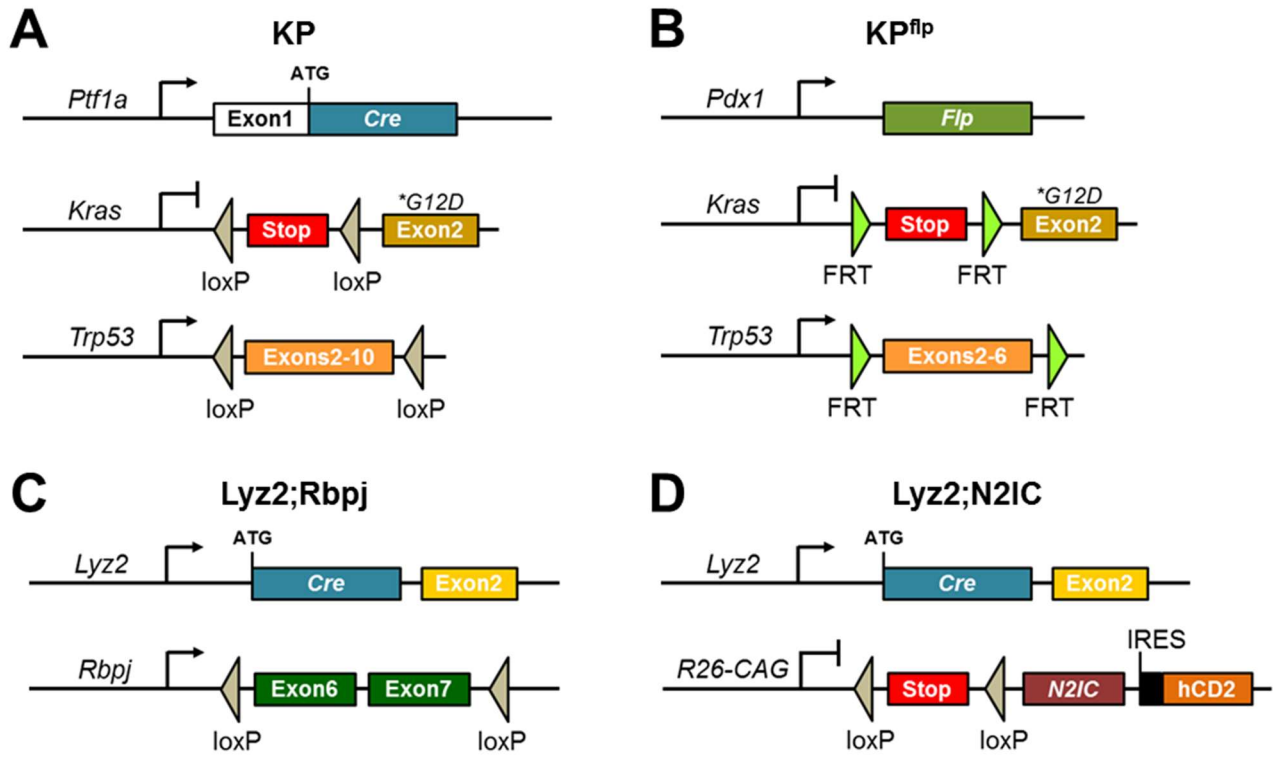 A
KP
ATG
Ptf1a
Exon1
Cre
*G12D
Kras
Stop
Exon2
loxP
loxP
Trp53
Exons2-10
loxP
loxP
B
KPflp
Pdx1
Flp
*G12D
Kras
Stop
Exon2
FRT
FRT
Trp53
Exons2-6
FRT
FRT
C
Lyz2;Rbpj
ATG
Lyz2
Cre
Exon2
Rbpj
Exon6
Exon7
loxP
loxP
D
Lyz2;N2IC
ATG
Lyz2
Cre
Exon2
IRES
R26-CAG
Stop
N2IC
hCD2
loxP
loxP